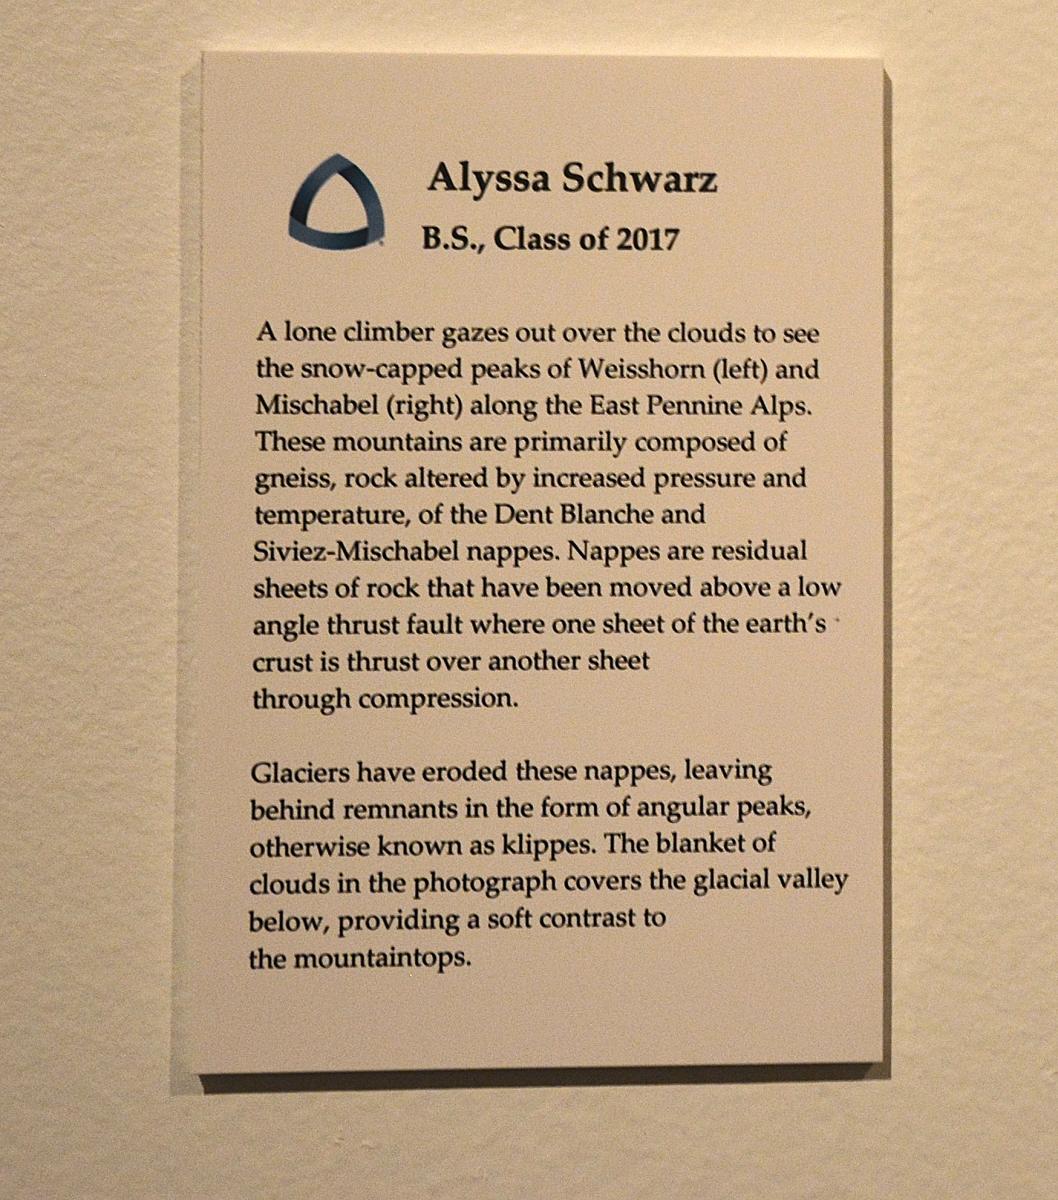 Alyssa Schwarz
B.S., Class of 2017
A lone climber gazes out over the clouds to see
the snow-capped peaks of Weisshorn (left) and
Mischabel (right) along the East Pennine Alps.
These mountains are primarily composed of
gneiss, rock altered by increased pressure and
temperature, of the Dent Blanche and
Siviez-Mischabel nappes. Nappes are residual
sheets of rock that have been moved above a low
angle thrust fault where one sheet of the earth's
crust is thrust over another sheet
through compression.
Glaciers have eroded these nappes, leaving
behind remnants in the form of angular peaks,
otherwise known as klippes. The blanket of
clouds in the photograph covers the glacial valley
below, providing a soft contrast to
the mountaintops.